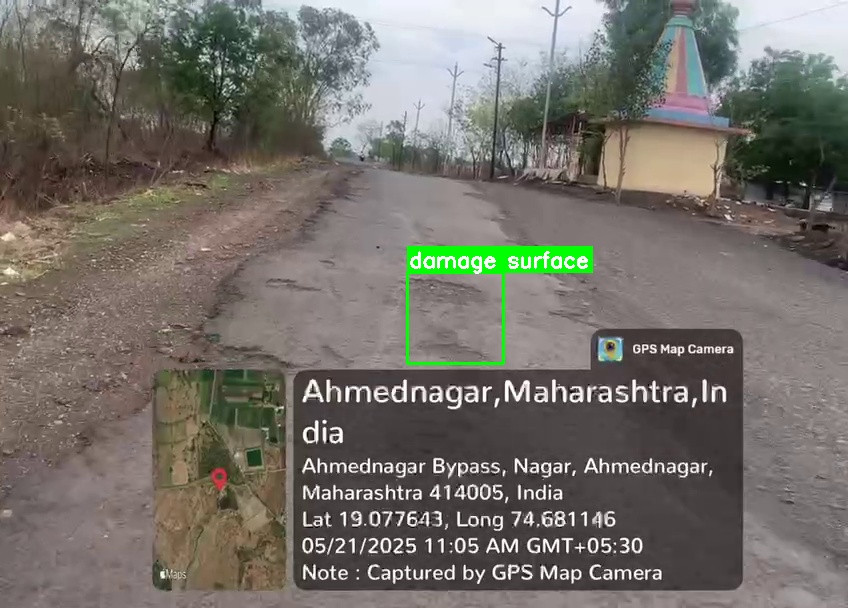 damage surface
GPS Map Camera
Ahmednagar,Maharashtra,In
dia
Ahmednagar Bypass, Nagar, Ahmednagar,
Maharashtra 414005, India
Lat 19.077643, Long 74.681146
05/21/2025 11:05 AM GMT+05:30
Note : Captured by GPS Map Camera
Maps